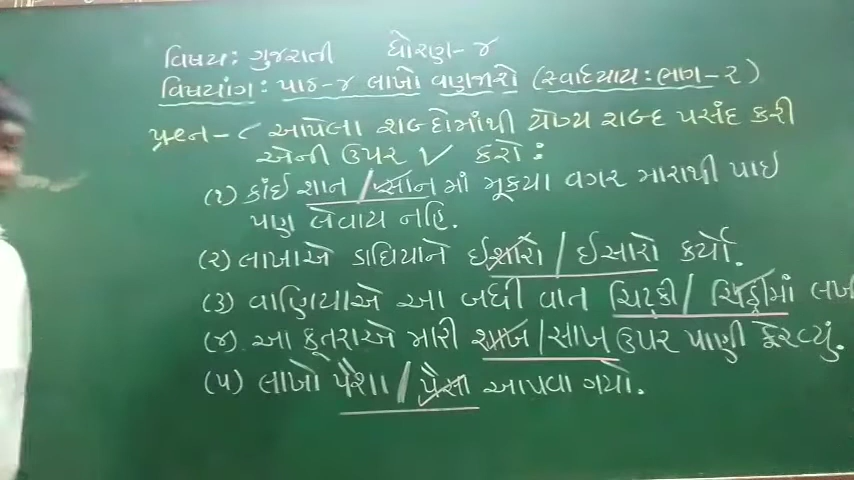 વિષય: ગુજરાતી ધોરણ-૪
વિષયાંગ: પાઠ-૪ લાખો વણજારો (સ્વાધ્યાય: ભાગ-૨)
પ્રશ્ન-૮ આપેલા શબ્દોમાંથી યોગ્ય શબ્દ પસંદ કરી
એની ઉપર ✓ કરો:
(૧) કાંઈ શાન / સાન માં મૂક્યા વગર મારાથી પાઈ
પણ લેવાય નહિ.
(૨) લાખાએ ડાઘિયાને ઈશારો / ઈસારો કર્યો.
(૩) વાણિયાએ આ બધી વાત ચિટ્કી / ચિઠ્ઠીમાં લખી
(૪) આ કૂતરાએ મારી શાખ / સાખ ઉપર પાણી ફેરવ્યું.
(૫) લાખો પૈશા / પૈસા આપવા ગયો.